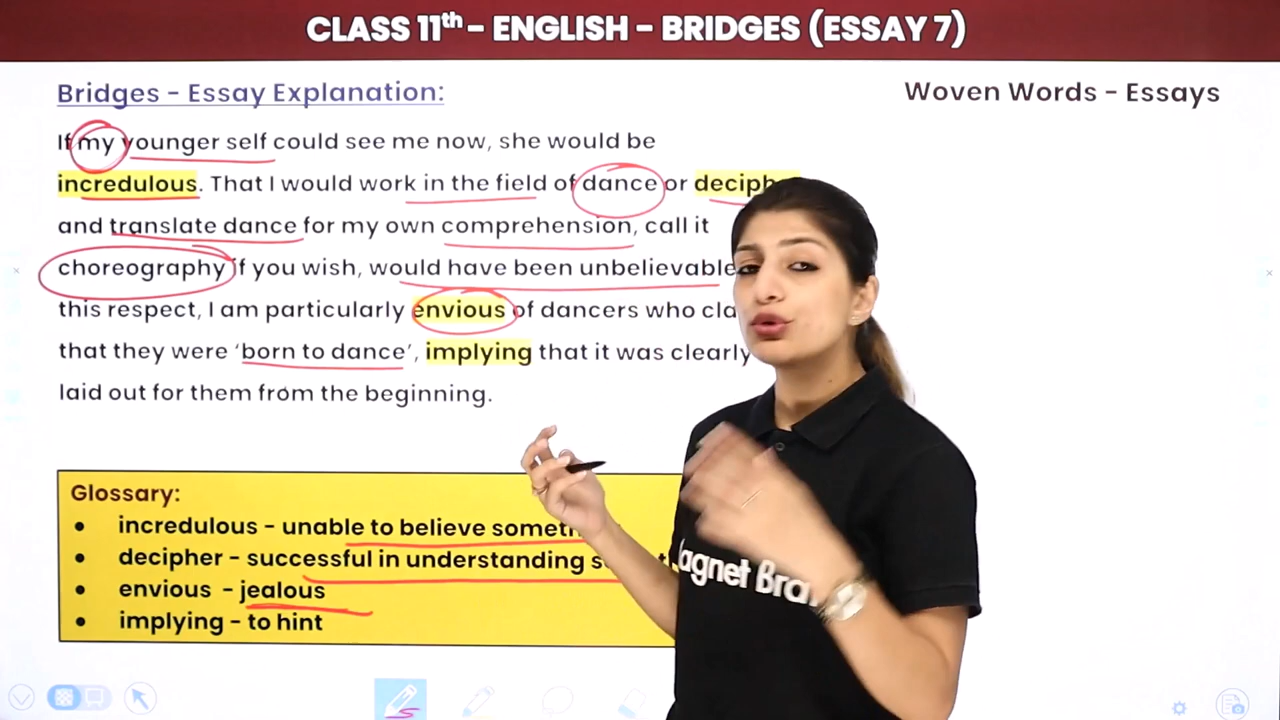 CLASS 11th - ENGLISH - BRIDGES (ESSAY 7)
Bridges - Essay Explanation:
Woven Words - Essays
If my younger self could see me now, she would be
incredulous. That I would work in the field of dance or
and translate dance for my own comprehension, call it
choreography if you wish, would have been unbelievable
this respect, I am particularly envious of dancers who
that they were ‘born to dance’, implying that it was clearly
laid out for them from the beginning.
Glossary:
• incredulous - unable to believe
• decipher - successful in understanding
• envious - jealous
• implying - to hint